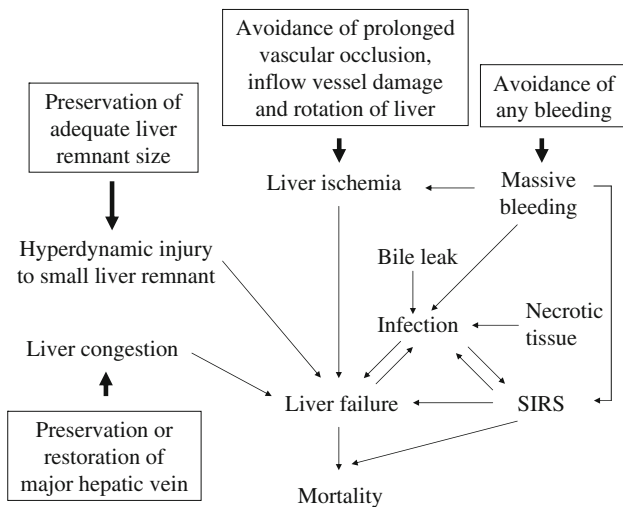 Avoidance of prolonged
vascular occlusion,
inflow vessel damage
and rotation of liver
Avoidance of
any bleeding
Preservation of
adequate liver
remnant size
Liver ischemia
Massive
bleeding
Hyperdynamic injury
to small liver remnant
Bile leak
Infection
Necrotic
tissue
Liver congestion
Liver failure
SIRS
Preservation or
restoration of
major hepatic vein
Mortality